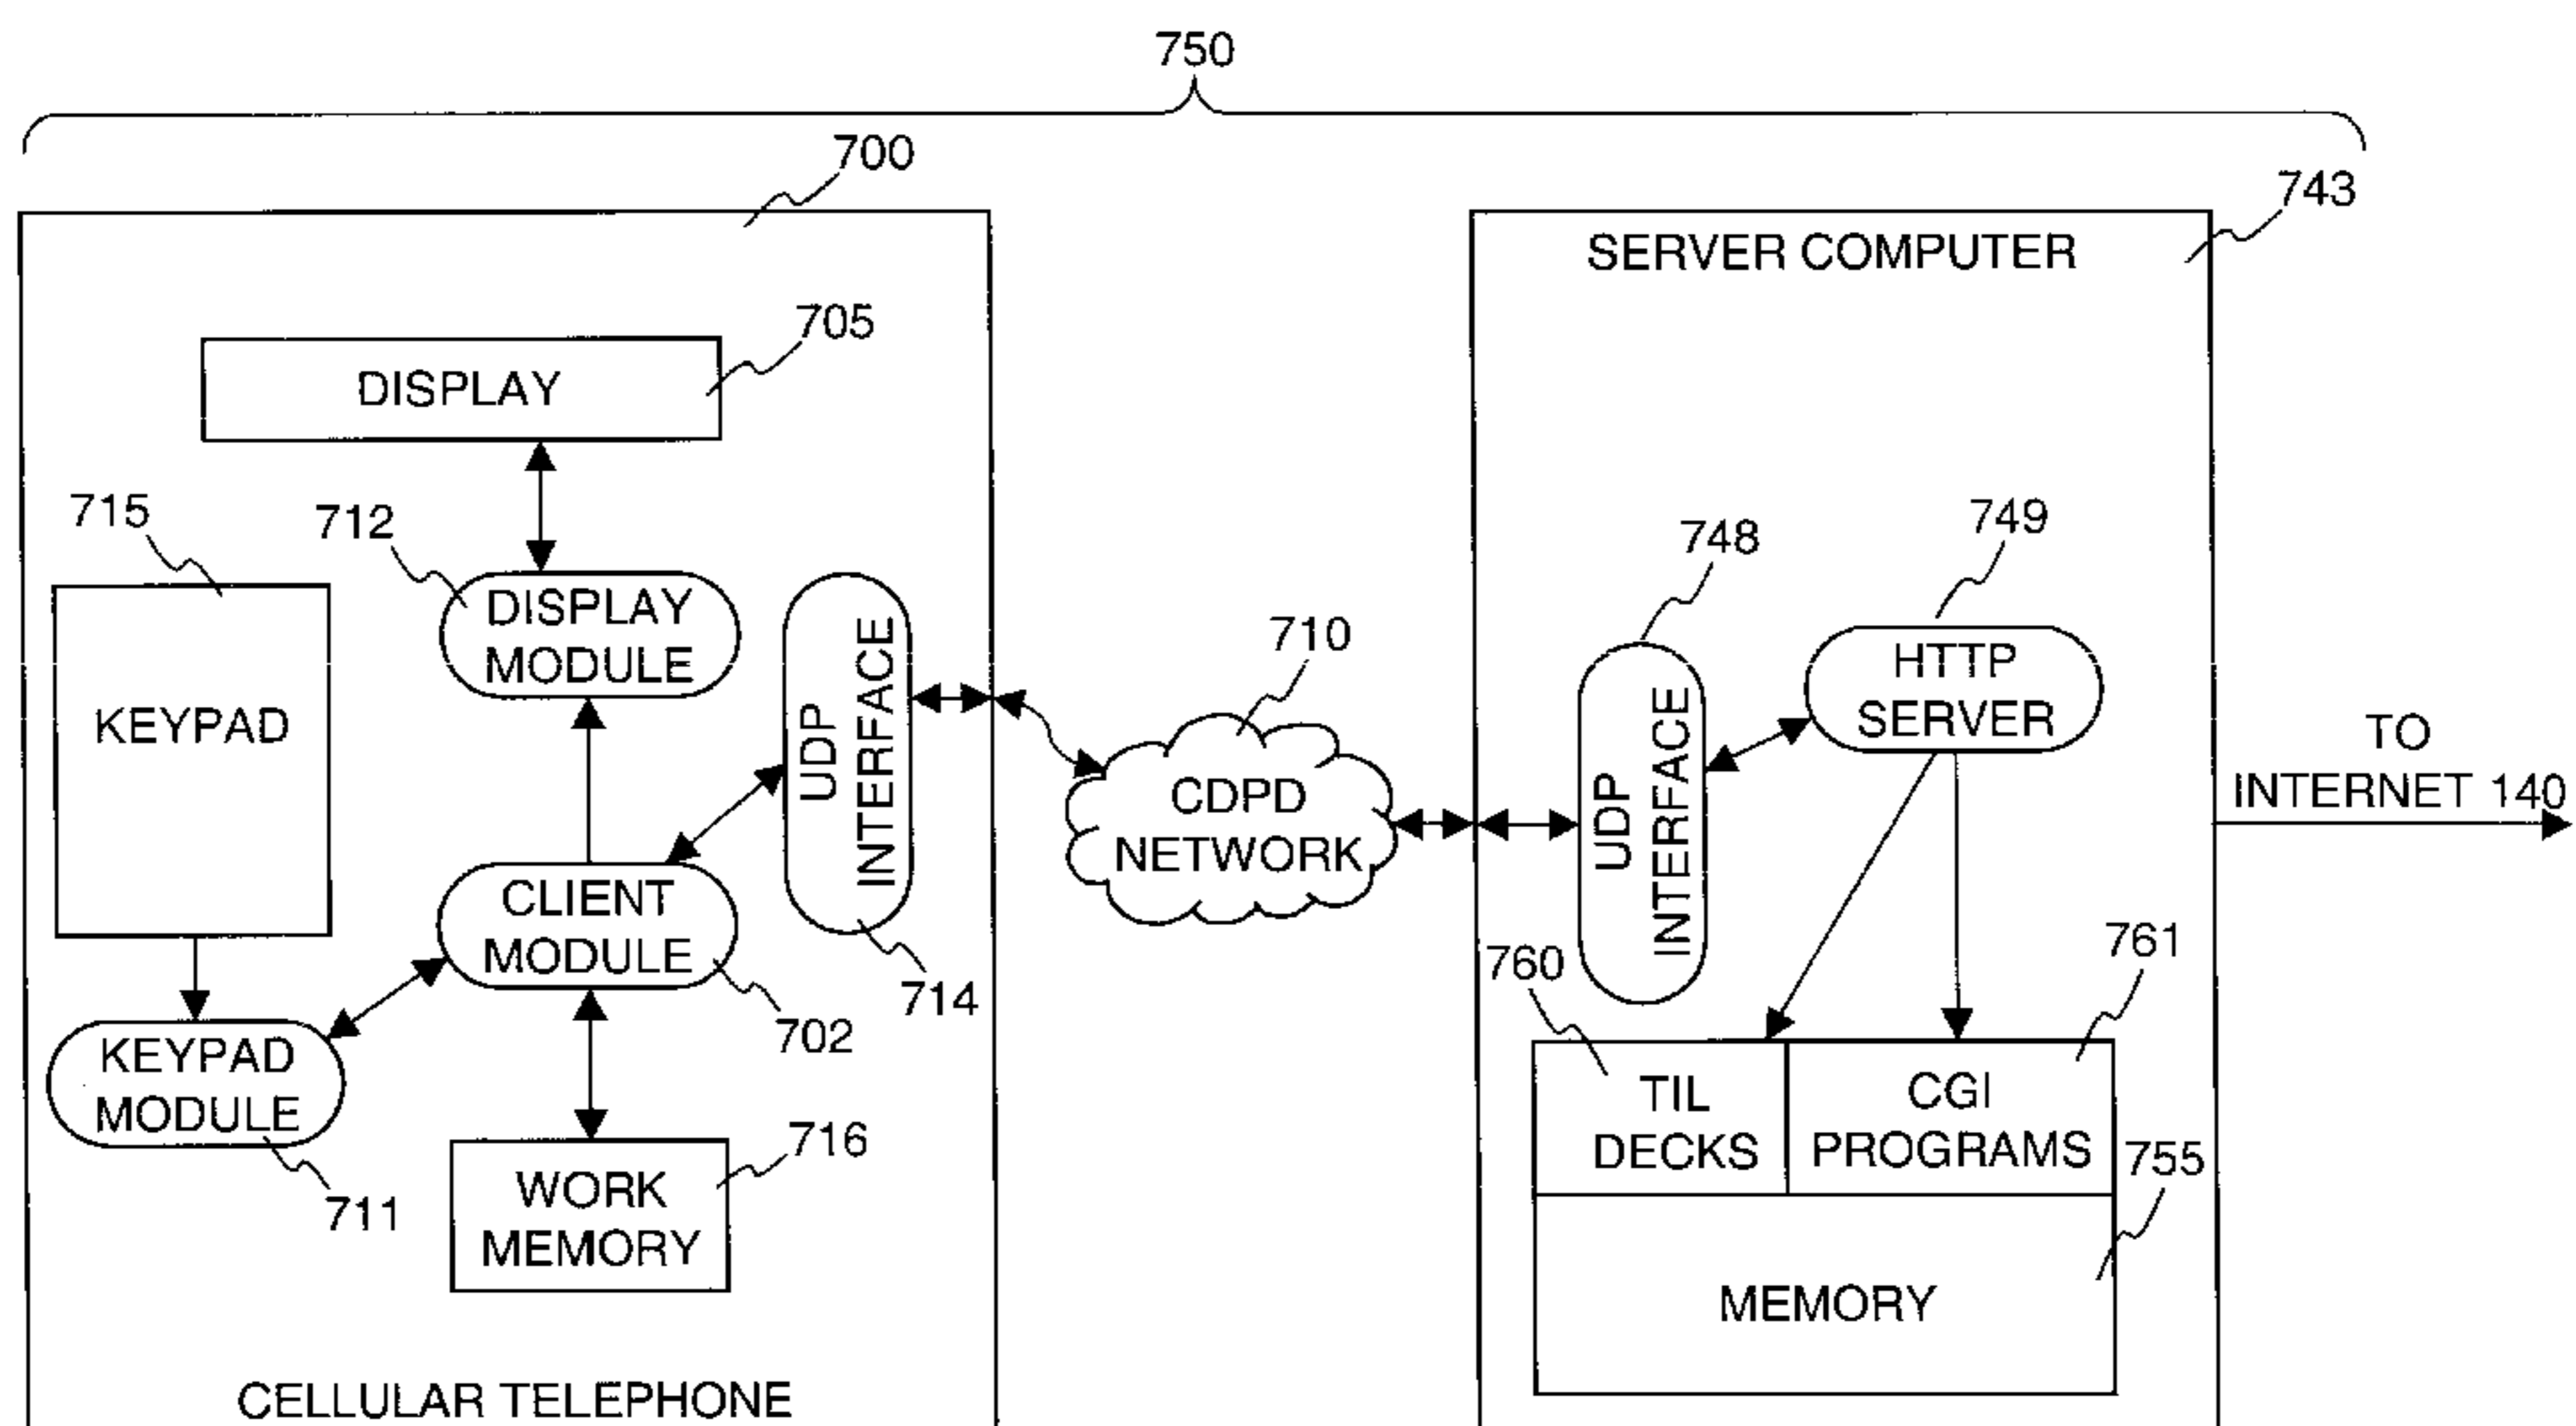 750
700
743
SERVER COMPUTER
705
DISPLAY
715
712
748
749
DISPLAY
MODULE
UDP
INTERFACE
710
HTTP
SERVER
KEYPAD
CDPD
NETWORK
UDP
INTERFACE
TO
INTERNET 140
CLIENT
MODULE
714
702
760
761
KEYPAD
MODULE
711
716
WORK
MEMORY
TIL
DECKS
CGI
PROGRAMS
755
MEMORY
CELLULAR TELEPHONE